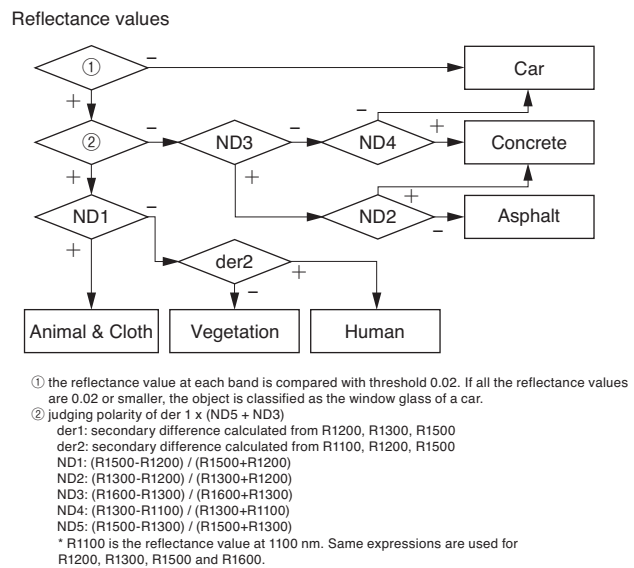 Reflectance values
① − Car
+
② − ND3 − ND4 − + Concrete
+ +
ND1 − ND2 + − Asphalt
+
der2 +
−
Animal & Cloth Vegetation Human
① the reflectance value at each band is compared with threshold 0.02. If all the reflectance values
are 0.02 or smaller, the object is classified as the window glass of a car.
② judging polarity of der 1 x (ND5 + ND3)
der1: secondary difference calculated from R1200, R1300, R1500
der2: secondary difference calculated from R1100, R1200, R1500
ND1: (R1500-R1200) / (R1500+R1200)
ND2: (R1300-R1200) / (R1300+R1200)
ND3: (R1600-R1300) / (R1600+R1300)
ND4: (R1300-R1100) / (R1300+R1100)
ND5: (R1500-R1300) / (R1500+R1300)
* R1100 is the reflectance value at 1100 nm. Same expressions are used for
R1200, R1300, R1500 and R1600.